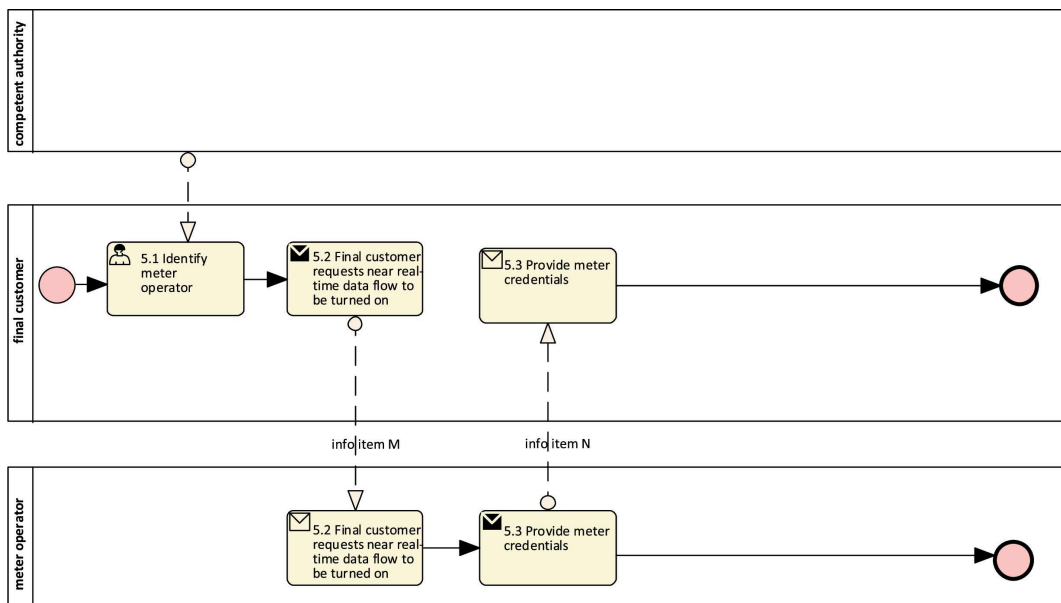 competent authority
final customer
5.1 Identify
meter
operator
5.2 Final customer
requests near real-
time data flow to
be turned on
5.3 Provide meter
credentials
info item M
info item N
meter operator
5.2 Final customer
requests near real-
time data flow to
be turned on
5.3 Provide meter
credentials